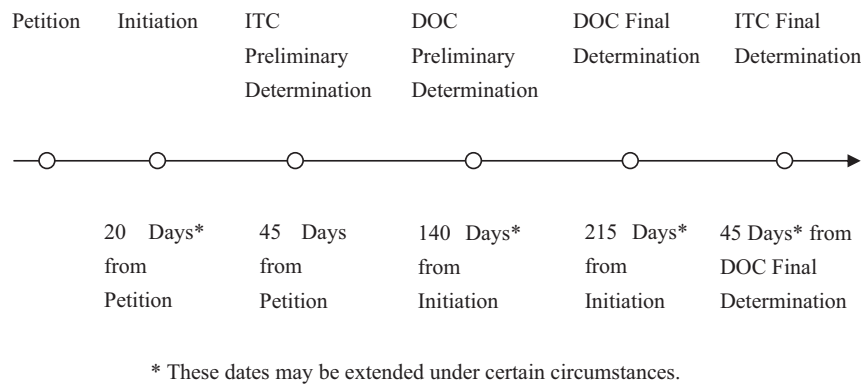 Petition
Initiation
ITC
Preliminary
Determination
DOC
Preliminary
Determination
DOC Final
Determination
ITC Final
Determination
20 Days*
from
Petition
45 Days
from
Petition
140 Days*
from
Initiation
215 Days*
from
Initiation
45 Days* from
DOC Final
Determination
* These dates may be extended under certain circumstances.